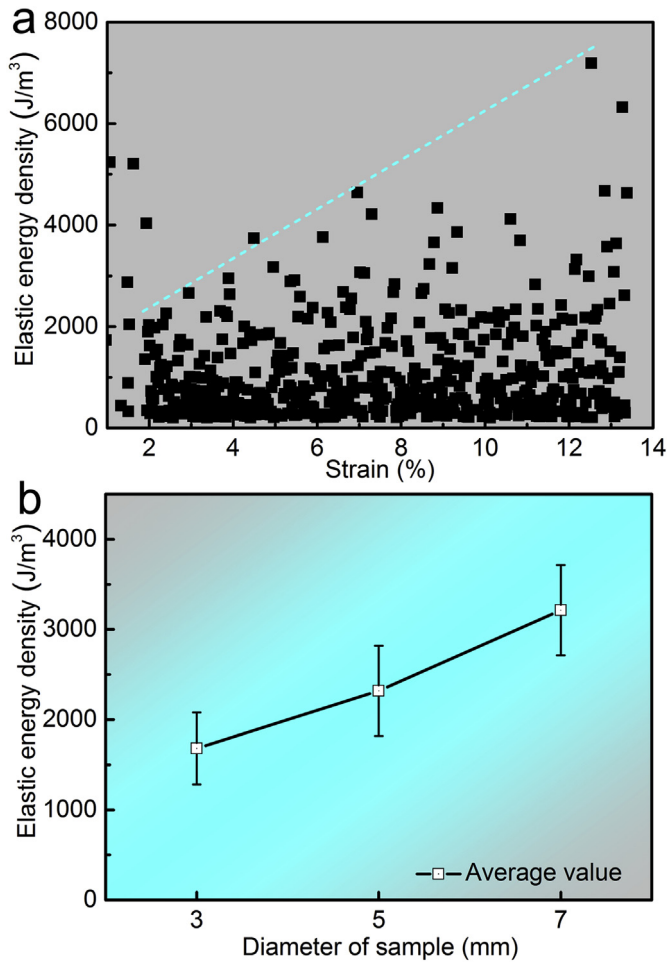 a
Elastic energy density (J/m³)
8000
6000
4000
2000
0
2 4 6 8 10 12 14
Strain (%)
b
Elastic energy density (J/m³)
4000
3000
2000
1000
0
Average value
3 5 7
Diameter of sample (mm)